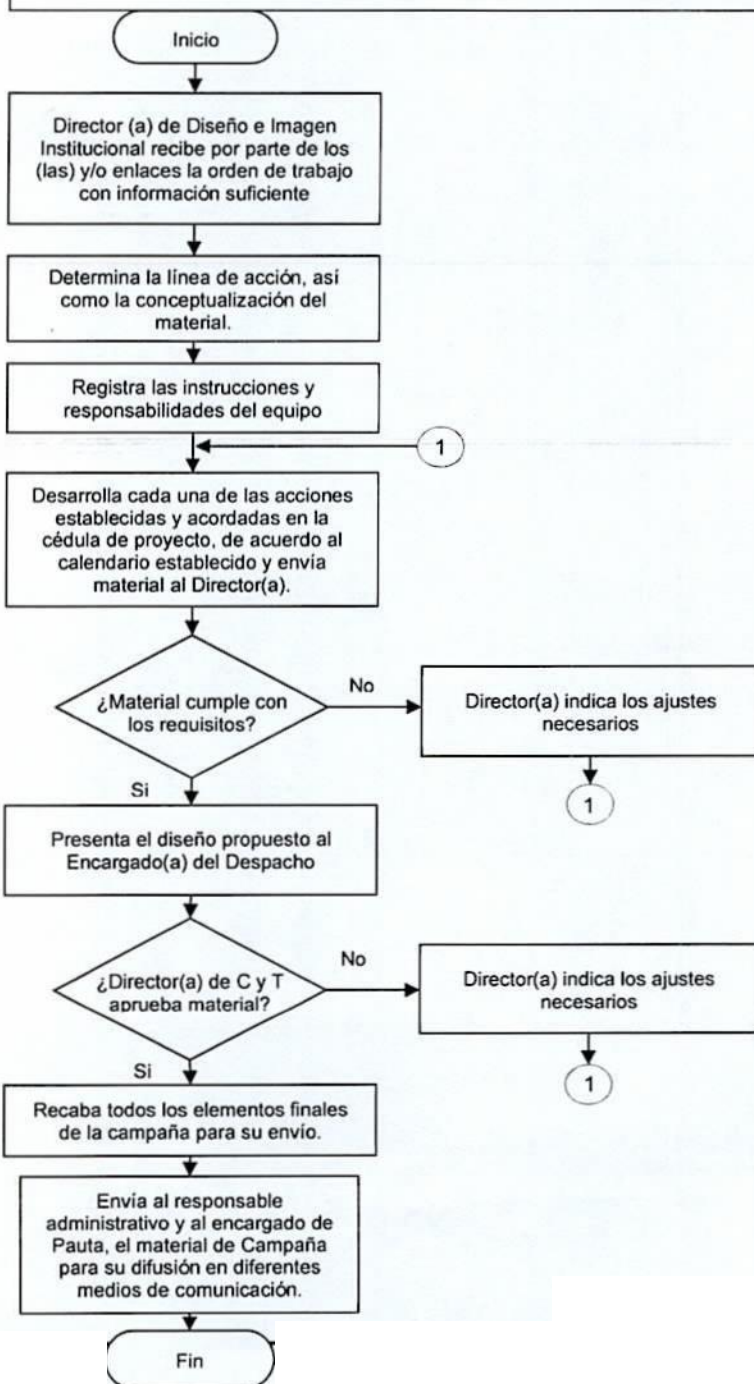 Inicio
Director (a) de Diseño e Imagen
Institucional recibe por parte de los
(las) y/o enlaces la orden de trabajo
con información suficiente
Determina la línea de acción, así
como la conceptualización del
material.
Registra las instrucciones y
responsabilidades del equipo
1
Desarrolla cada una de las acciones
establecidas y acordadas en la
cédula de proyecto, de acuerdo al
calendario establecido y envía
material al Director(a).
¿Material cumple con
los requisitos?
No
Director(a) indica los ajustes
necesarios
1
Si
Presenta el diseño propuesto al
Encargado(a) del Despacho
¿Director(a) de C y T
aprueba material?
No
Director(a) indica los ajustes
necesarios
1
Si
Recaba todos los elementos finales
de la campaña para su envío.
Envía al responsable
administrativo y al encargado de
Pauta, el material de Campaña
para su difusión en diferentes
medios de comunicación.
Fin